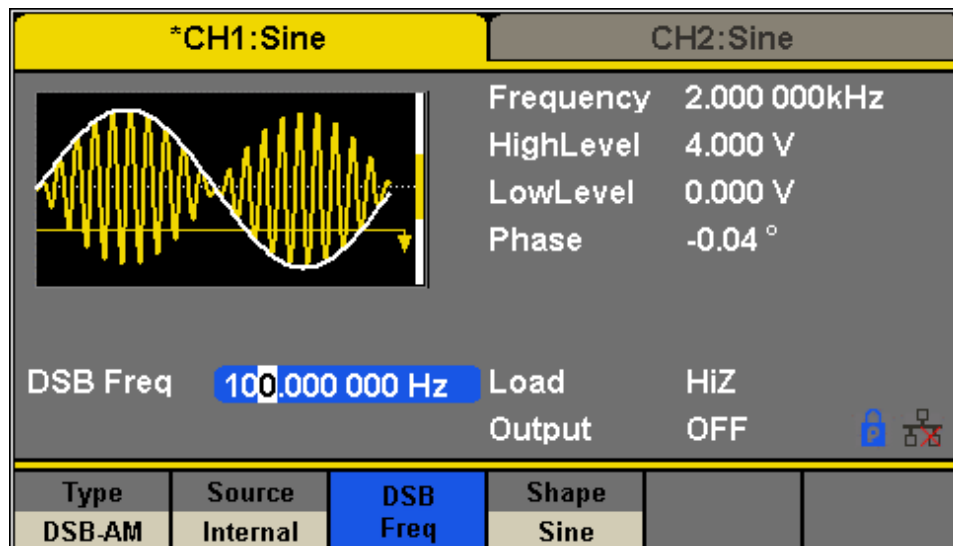 *CH1:Sine CH2:Sine
Frequency 2.000 000kHz
HighLevel 4.000 V
LowLevel 0.000 V
Phase -0.04 °
DSB Freq 100.000 000 Hz Load HiZ
Output OFF P
Type Source DSB Shape
DSB-AM Internal Freq Sine